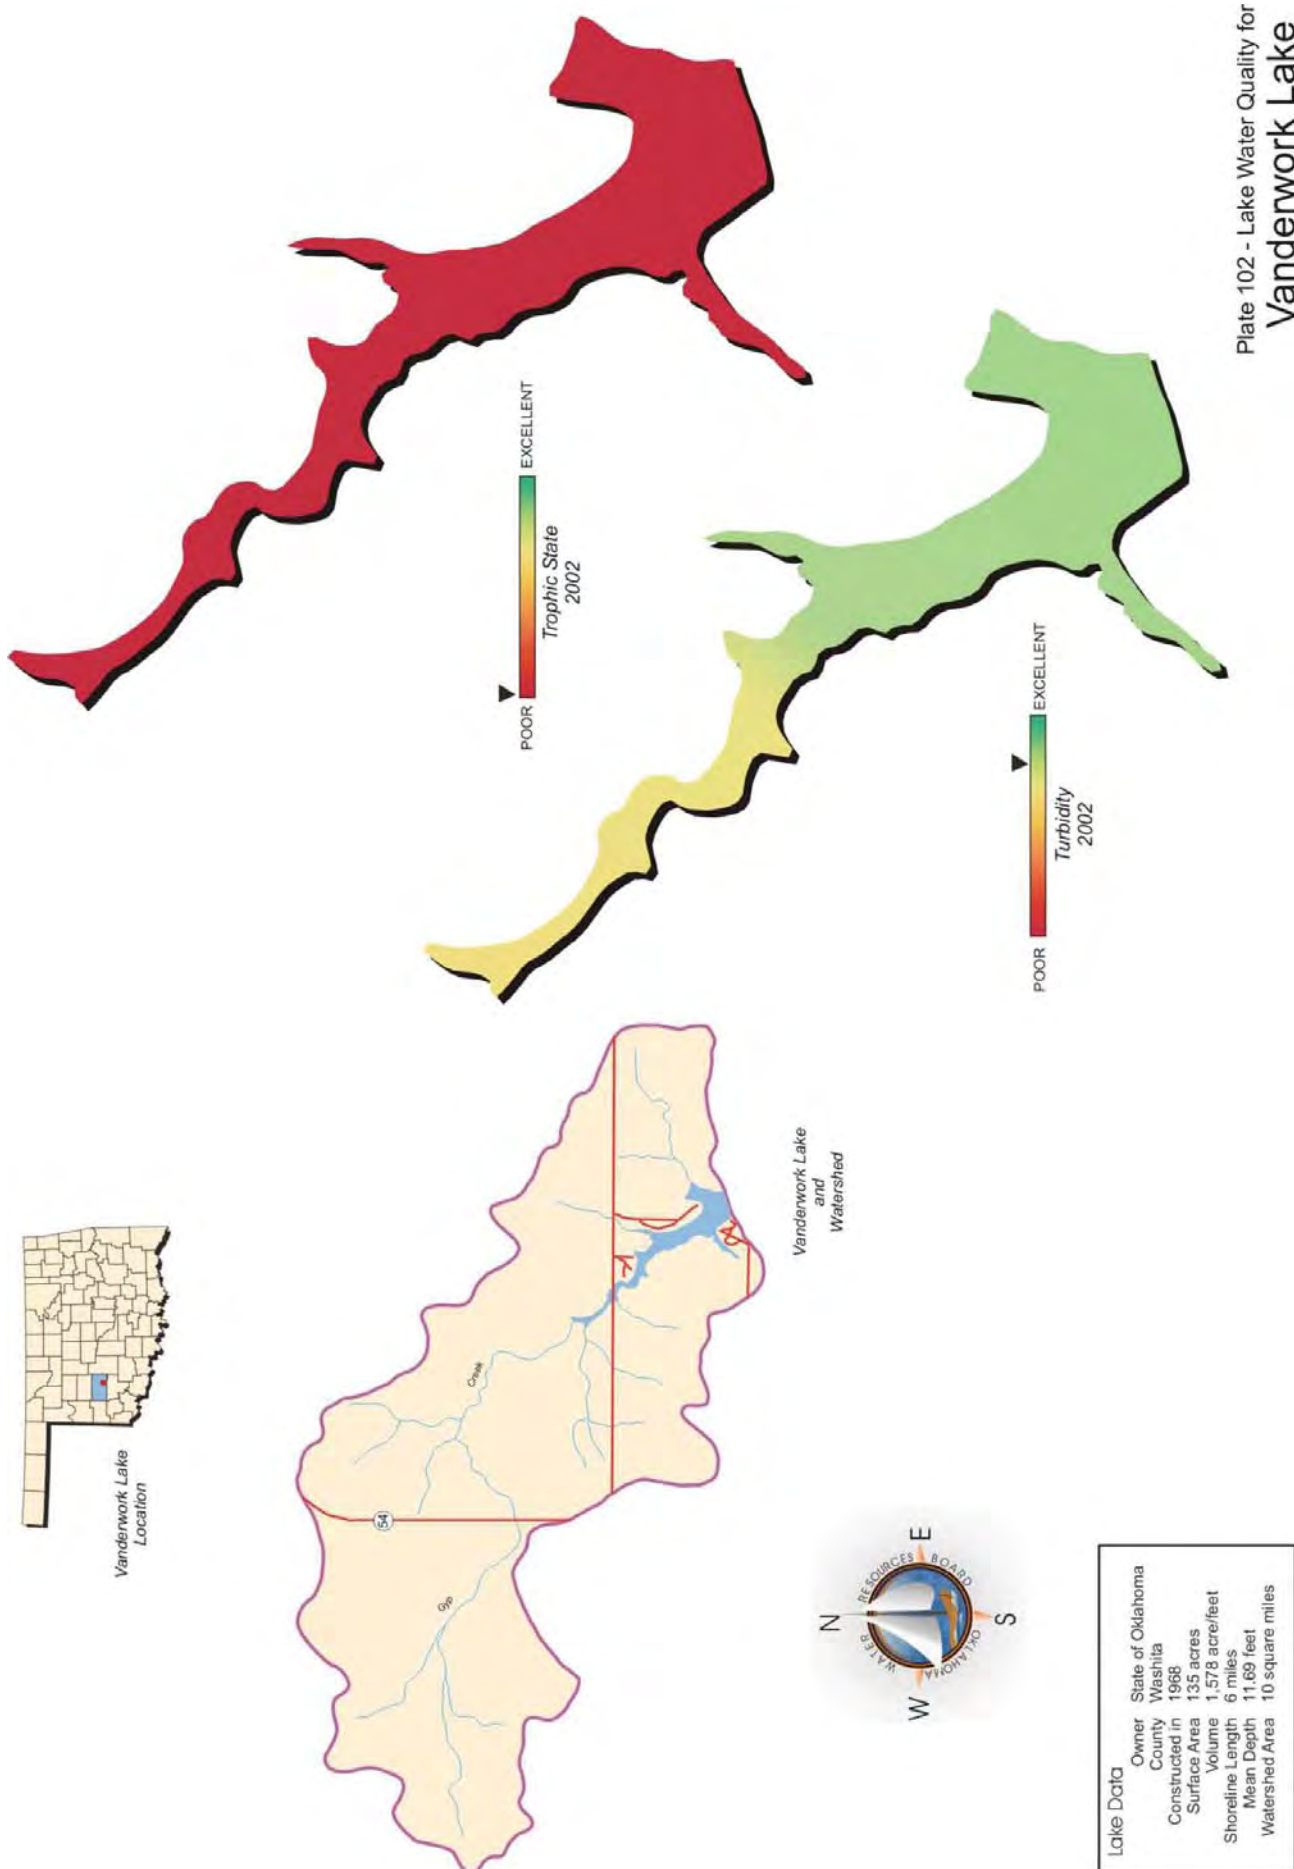 Plate 102 - Lake Water Quality for
Vanderwork Lake
Vanderwork Lake
Location
54
Gyp
Creek
Vanderwork Lake
and
Watershed
POOR
EXCELLENT
Trophic State
2002
POOR
EXCELLENT
Turbidity
2002
N
W
E
S
OKLAHOMA WATER RESOURCES BOARD
Lake Data
Owner State of Oklahoma
County Washita
Constructed in 1968
Surface Area 135 acres
Volume 1,578 acre/feet
Shoreline Length 6 miles
Mean Depth 11.69 feet
Watershed Area 10 square miles